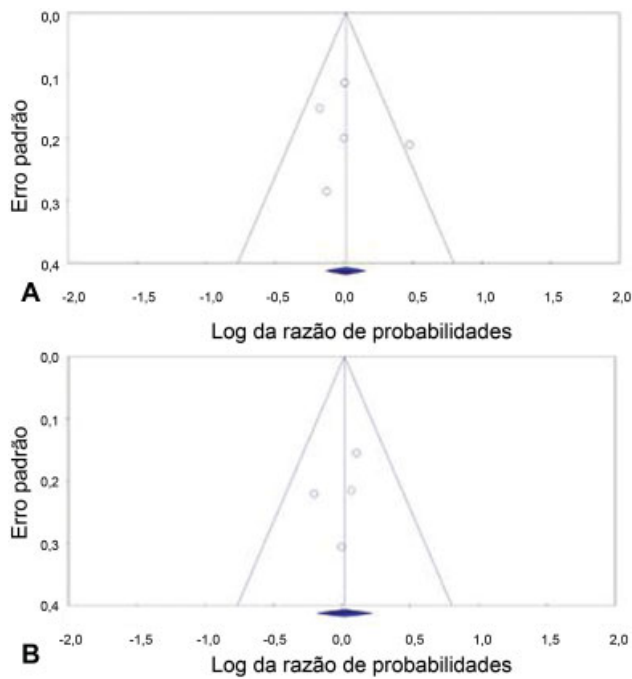 0,0
0,1
0,2
0,3
0,4
Erro padrão
A
-2,0 -1,5 -1,0 -0,5 0,0 0,5 1,0 1,5 2,0
Log da razão de probabilidades
0,0
0,1
0,2
0,3
0,4
Erro padrão
B
-2,0 -1,5 -1,0 -0,5 0,0 0,5 1,0 1,5 2,0
Log da razão de probabilidades